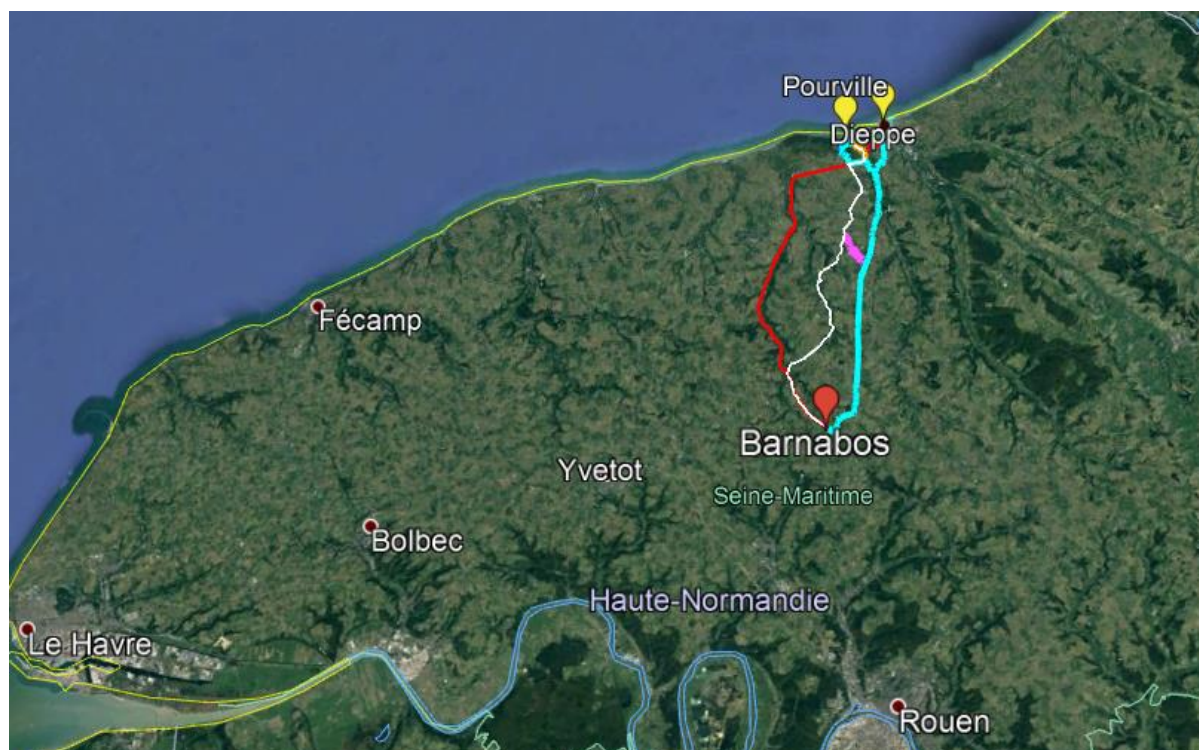 Pourville
Dieppe
Fécamp
Barnabos
Yvetot
Seine-Maritime
Bolbec
Haute-Normandie
Le Havre
Rouen